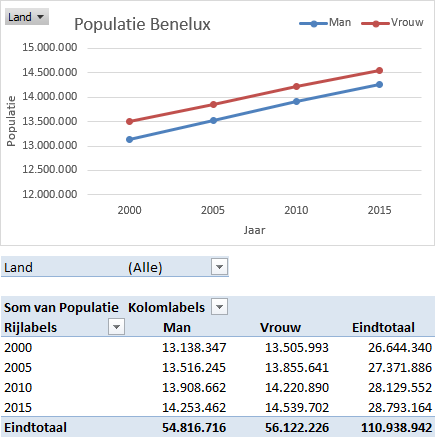 Land
Populatie Benelux
Man
Vrouw
15.000.000
14.500.000
14.000.000
13.500.000
13.000.000
12.500.000
12.000.000
Populatie
2000 2005 2010 2015
Jaar
Land (Alle)
Som van Populatie Kolomlabels
Rijlabels Man Vrouw Eindtotaal
2000 13.138.347 13.505.993 26.644.340
2005 13.516.245 13.855.641 27.371.886
2010 13.908.662 14.220.890 28.129.552
2015 14.253.462 14.539.702 28.793.164
Eindtotaal 54.816.716 56.122.226 110.938.942